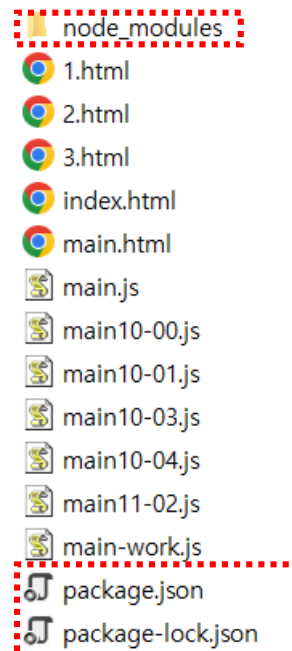 node_modules
1.html
2.html
3.html
index.html
main.html
main.js
main10-00.js
main10-01.js
main10-03.js
main10-04.js
main11-02.js
main-work.js
package.json
package-lock.json